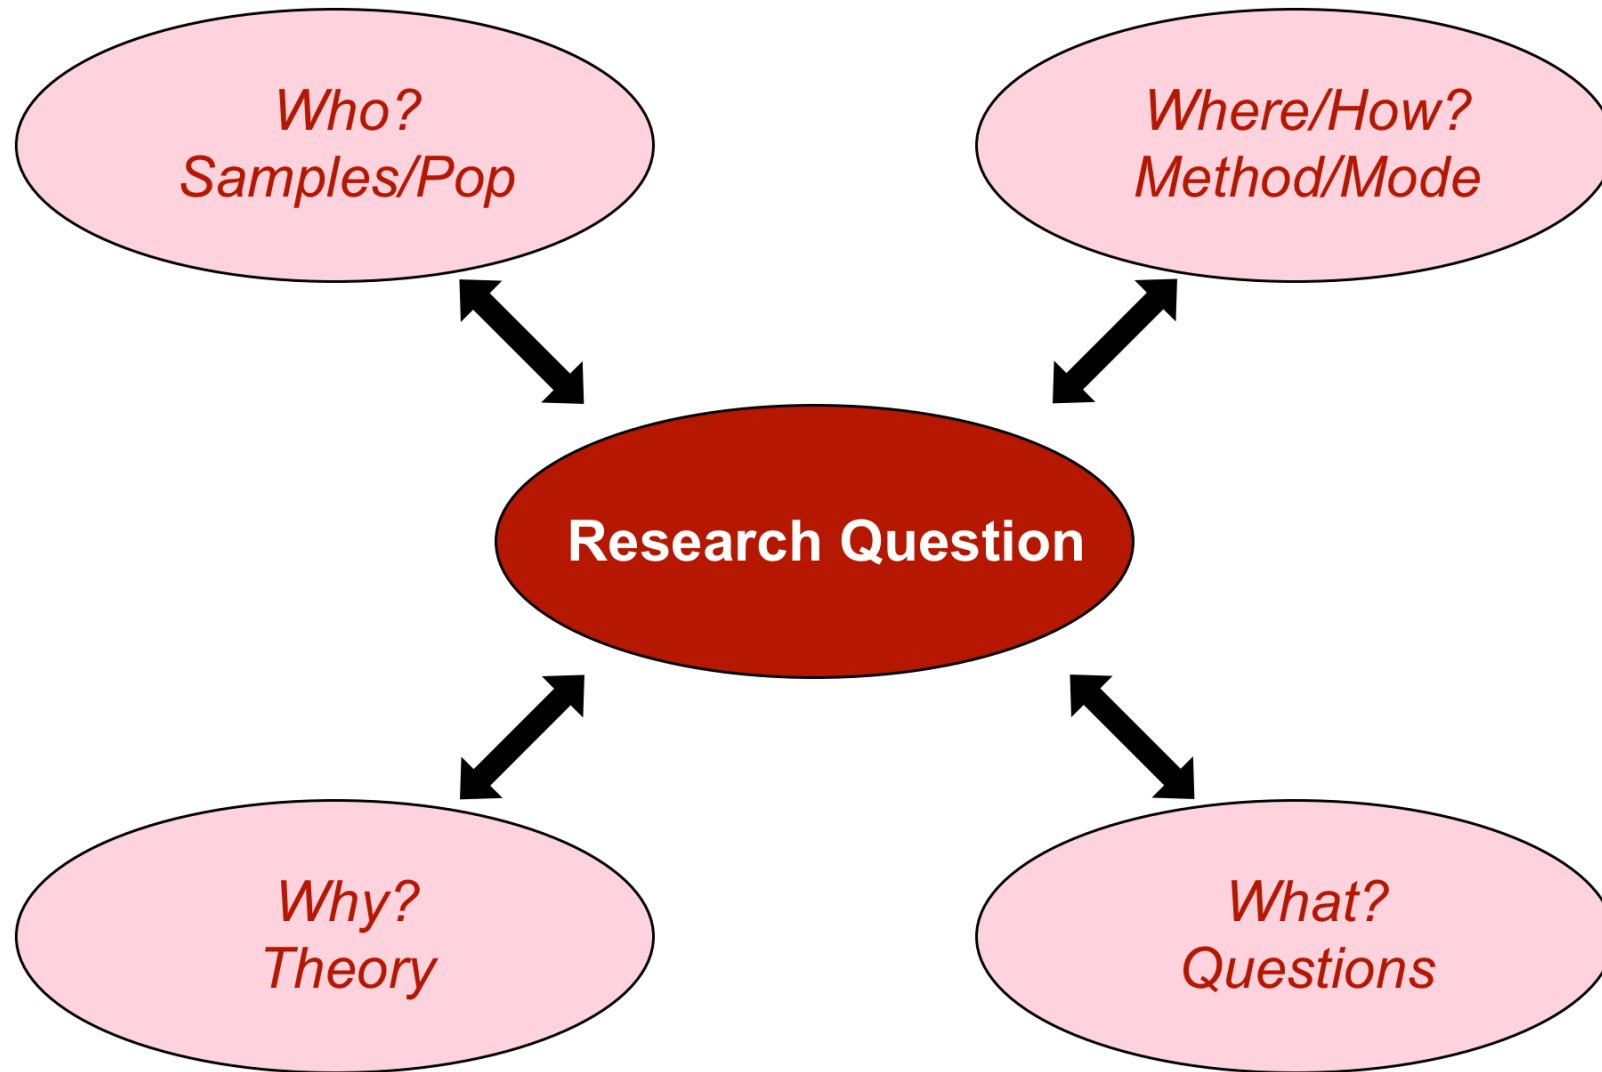 Who?
Samples/Pop
Where/How?
Method/Mode
Research Question
Why?
Theory
What?
Questions